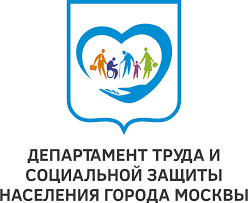 ДЕПАРТАМЕНТ ТРУДА И
СОЦИАЛЬНОЙ ЗАЩИТЫ
НАСЕЛЕНИЯ ГОРОДА МОСКВЫ